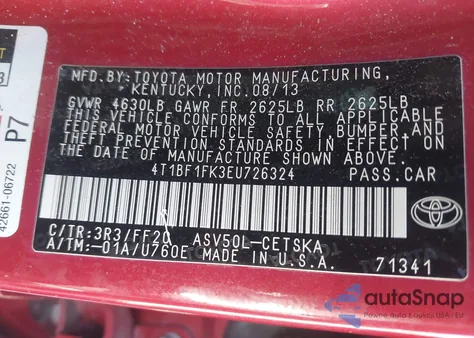 MFD.BY:TOYOTA MOTOR MANUFACTURING,
KENTUCKY,INC.08/13
GVWR 4630LB GAWR FR 2625LB RR 2625LB
THIS VEHICLE CONFORMS TO ALL APPLICABLE
FEDERAL MOTOR VEHICLE SAFETY, BUMPER, AND
THEFT PREVENTION STANDARDS IN EFFECT ON
THE DATE OF MANUFACTURE SHOWN ABOVE.
4T1BF1FK3EU726324 PASS.CAR
C/TR:3R3/FF20 ASV50L-CETSKA
A/TM:-01A/U760E MADE IN U.S.A. 71341
TOYOTA
42661-06722
P7
autoSnap